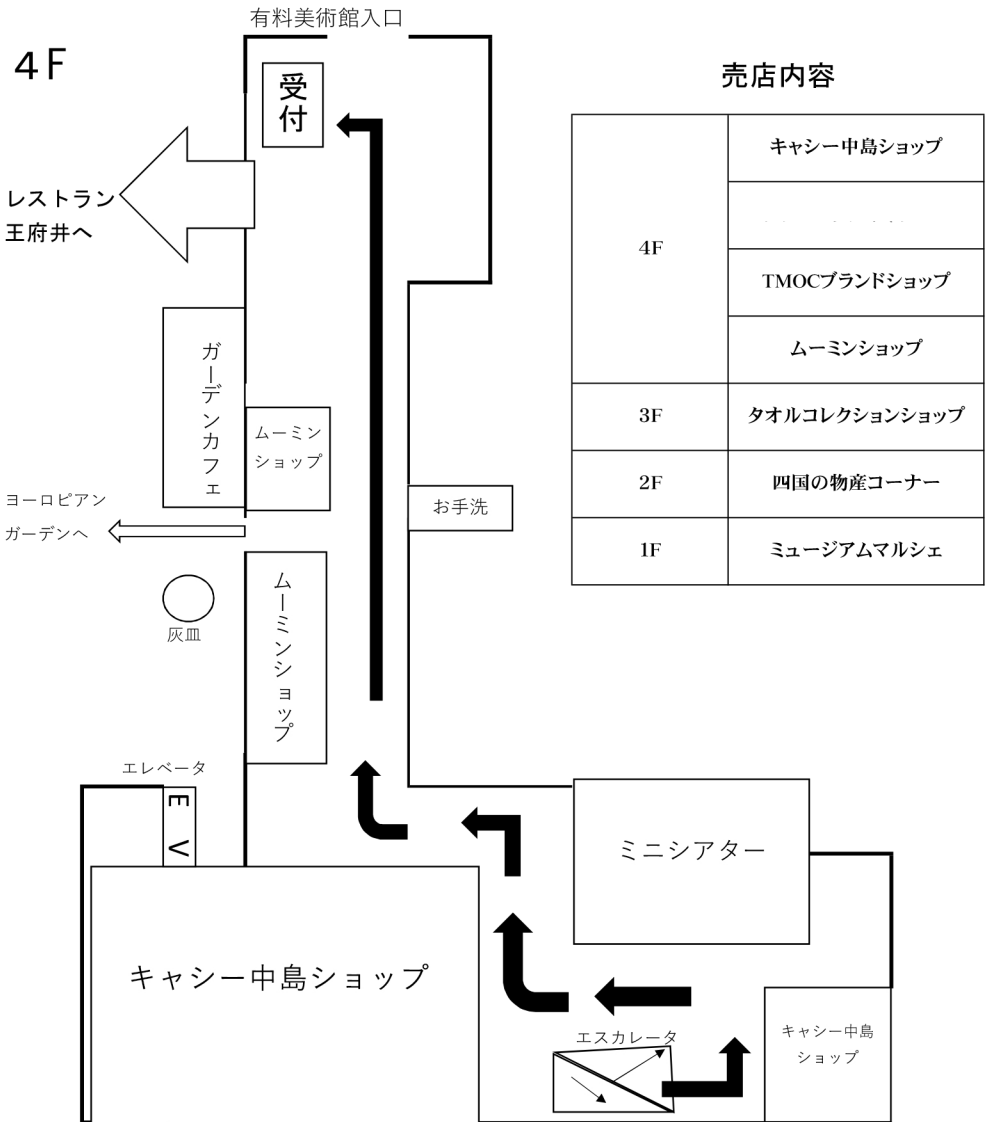 有料美術館入口
4F
受付
レストラン
王府井へ
ガーデンカフェ
ムーミン
ショップ
お手洗
ヨーロピアン
ガーデンへ
灰皿
ムーミンショップ
エレベータ
EV
ミニシアター
キャシー中島ショップ
エスカレータ
キャシー中島
ショップ
売店内容
4F
キャシー中島ショップ
TMOCブランドショップ
ムーミンショップ
3F
タオルコレクションショップ
2F
四国の物産コーナー
1F
ミュージアムマルシェ